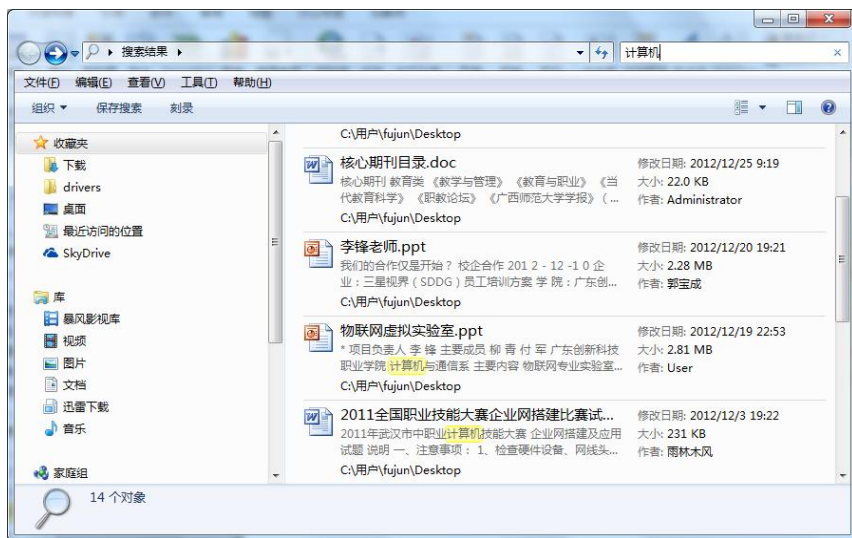 搜索结果
计算机
文件(F) 编辑(E) 查看(V) 工具(T) 帮助(H)
组织 保存搜索 刻录
收藏夹
下载
drivers
桌面
最近访问的位置
SkyDrive
库
暴风影视库
视频
图片
文档
迅雷下载
音乐
家庭组
C:\用户\fujun\Desktop
核心期刊目录.doc
修改日期: 2012/12/25 9:19
核心期刊 教育类 《教学与管理》 《教育与职业》 《当
大小: 22.0 KB
代教育科学》 《职教论坛》 《广西师范大学学报》 ( ...
作者: Administrator
C:\用户\fujun\Desktop
李锋老师.ppt
修改日期: 2012/12/20 19:21
我们的合作仅是开始? 校企合作 201 2 - 12 -1 0 企
大小: 2.28 MB
业:三星视界(SDDG)员工培训方案 学 院:广东创...
作者: 郭宝成
C:\用户\fujun\Desktop
物联网虚拟实验室.ppt
修改日期: 2012/12/19 22:53
* 项目负责人 李 锋 主要成员 柳 青 付 军 广东创新科技
大小: 2.81 MB
职业学院 计算机与通信系 主要内容 物联网专业实验室...
作者: User
C:\用户\fujun\Desktop
2011全国职业技能大赛企业网搭建比赛试...
修改日期: 2012/12/3 19:22
2011年武汉市中职业计算机技能大赛 企业网搭建及应用
大小: 231 KB
试题 说明 一、注意事项: 1、检查硬件设备、网线头...
作者: 雨林木风
C:\用户\fujun\Desktop
14 个对象